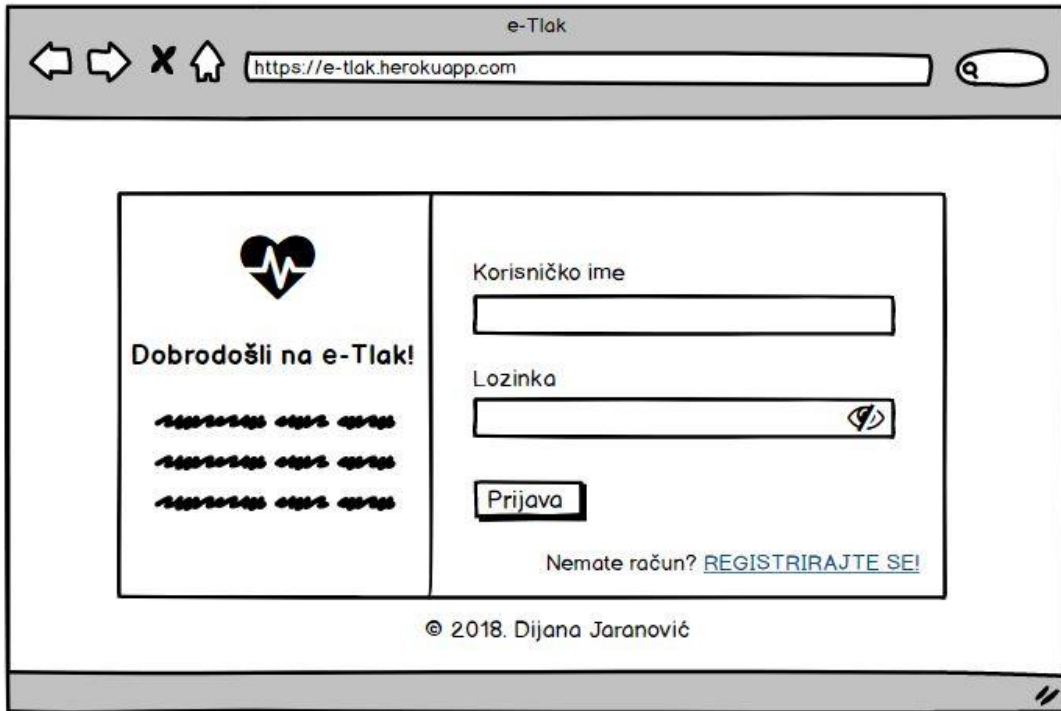 e-Tlak
https://e-tlak.herokuapp.com
Dobrodošli na e-Tlak!
Korisničko ime
Lozinka
Prijava
Nemate račun? REGISTRIRAJTE SE!
© 2018. Dijana Jaranović